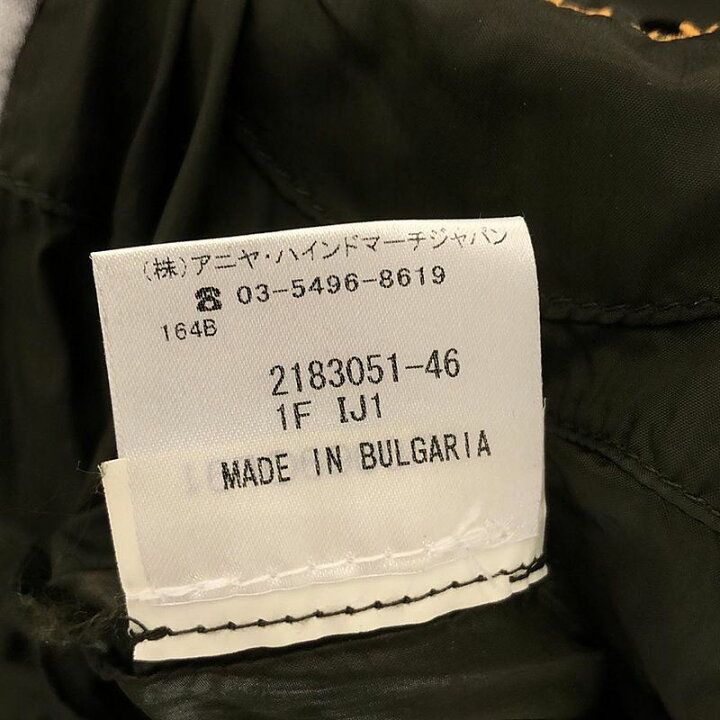 (株)アニヤ・ハインドマーチジャパン
☎ 03-5496-8619
164B
2183051-46
1F IJ1
MADE IN BULGARIA